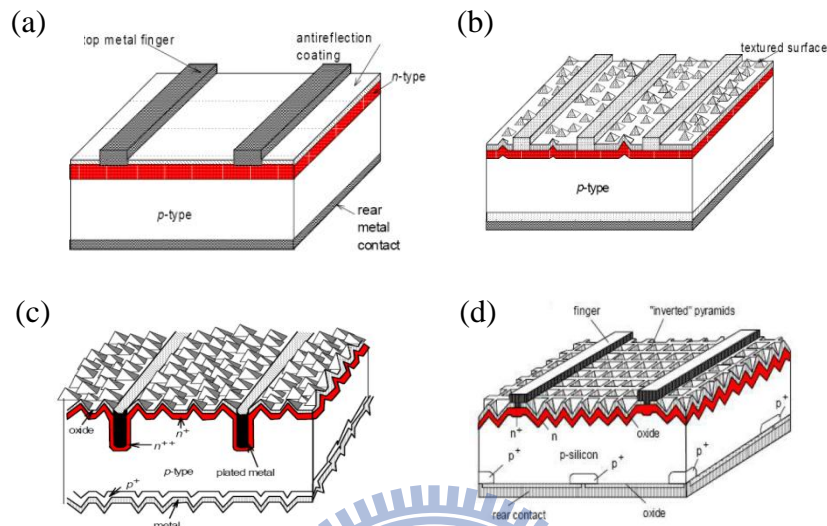 (a)
top metal finger
antireflection
coating
n-type
p-type
rear
metal
contact
(b)
textured surface
p-type
(c)
oxide
n+
n++
p-type
plated metal
p+
metal
(d)
finger
"inverted" pyramids
n+
n
oxide
p+
p-silicon
p+
p+
rear contact
oxide